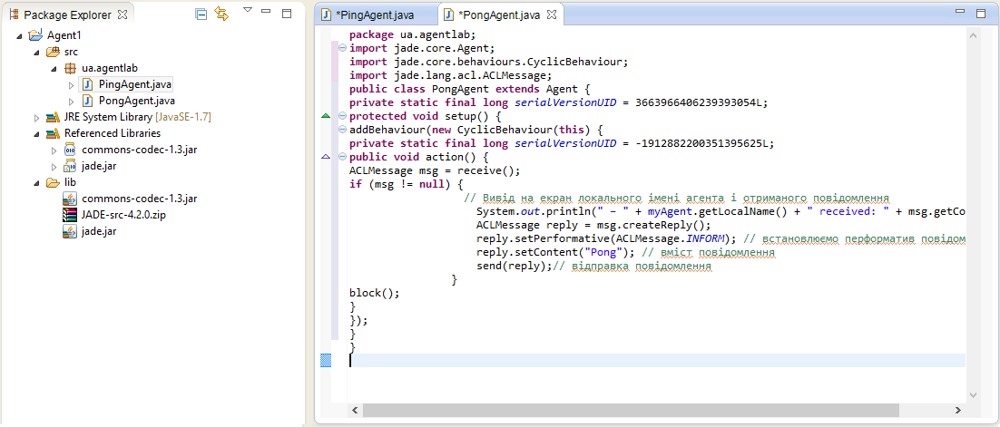 Package Explorer
Agent1
src
ua.agentlab
PingAgent.java
PongAgent.java
JRE System Library [JavaSE-1.7]
Referenced Libraries
commons-codec-1.3.jar
jade.jar
lib
commons-codec-1.3.jar
JADE-src-4.2.0.zip
jade.jar
*PingAgent.java
*PongAgent.java
package ua.agentlab;
import jade.core.Agent;
import jade.core.behaviours.CyclicBehaviour;
import jade.lang.acl.ACLMessage;
public class PongAgent extends Agent {
private static final long serialVersionUID = 36639664062393930​54L;
protected void setup() {
addBehaviour(new CyclicBehaviour(this) {
private static final long serialVersionUID = -1912882200351395625L;
public void action() {
ACLMessage msg = receive();
if (msg != null) {
// Вивід на екран локального імені агента і отриманого повідомлення
System.out.println(" – " + myAgent.getLocalName() + " received: " + msg.getCo
ACLMessage reply = msg.createReply();
reply.setPerformative(ACLMessage.INFORM); // встановлюємо перформатив повідом
reply.setContent("Pong"); // вміст повідомлення
send(reply);// відправка повідомлення
}
block();
}
});
}
}